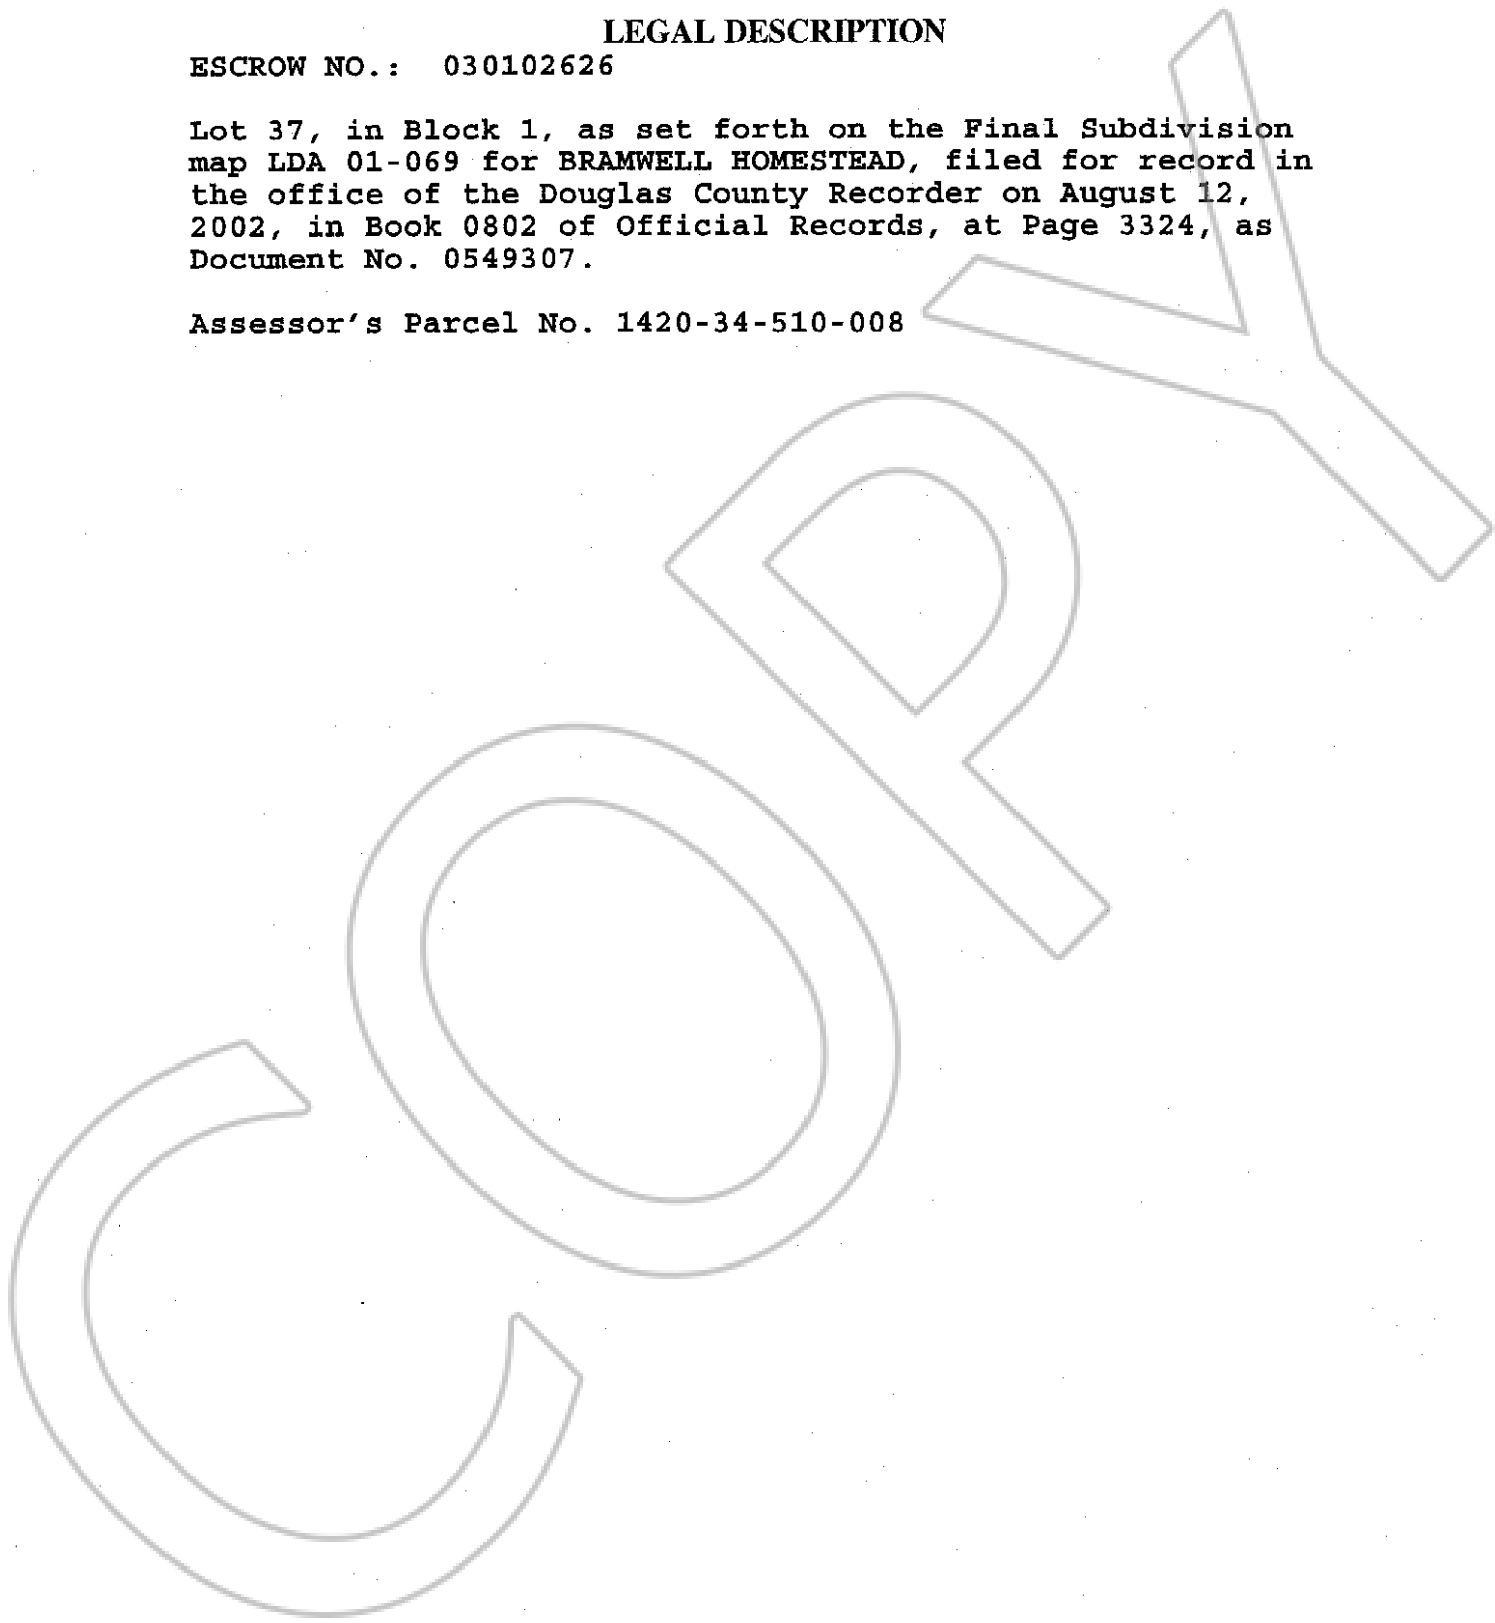 LEGAL DESCRIPTION
ESCROW NO.: 030102626
Lot 37, in Block 1, as set forth on the Final Subdivision
map LDA 01-069 for BRAMWELL HOMESTEAD, filed for record in
the office of the Douglas County Recorder on August 12,
2002, in Book 0802 of Official Records, at Page 3324, as
Document No. 0549307.
Assessor's Parcel No. 1420-34-510-008
COPY